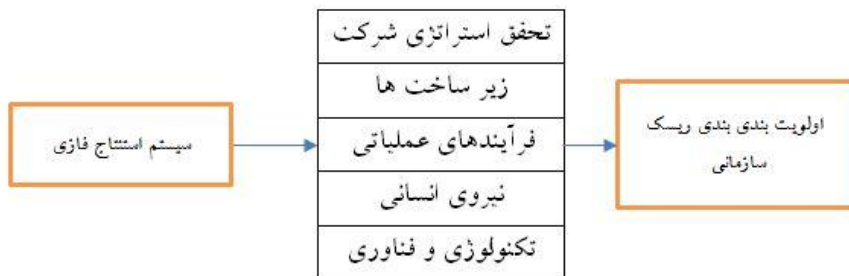 تحفق استراتژی شرکت
زیر ساخت ها
فرآیندهای عملیاتی
نیروی انسانی
تکنولوژی و فناوری
سیستم استنتاج فازی
اولویت بندی بندی ریسک
سازمانی